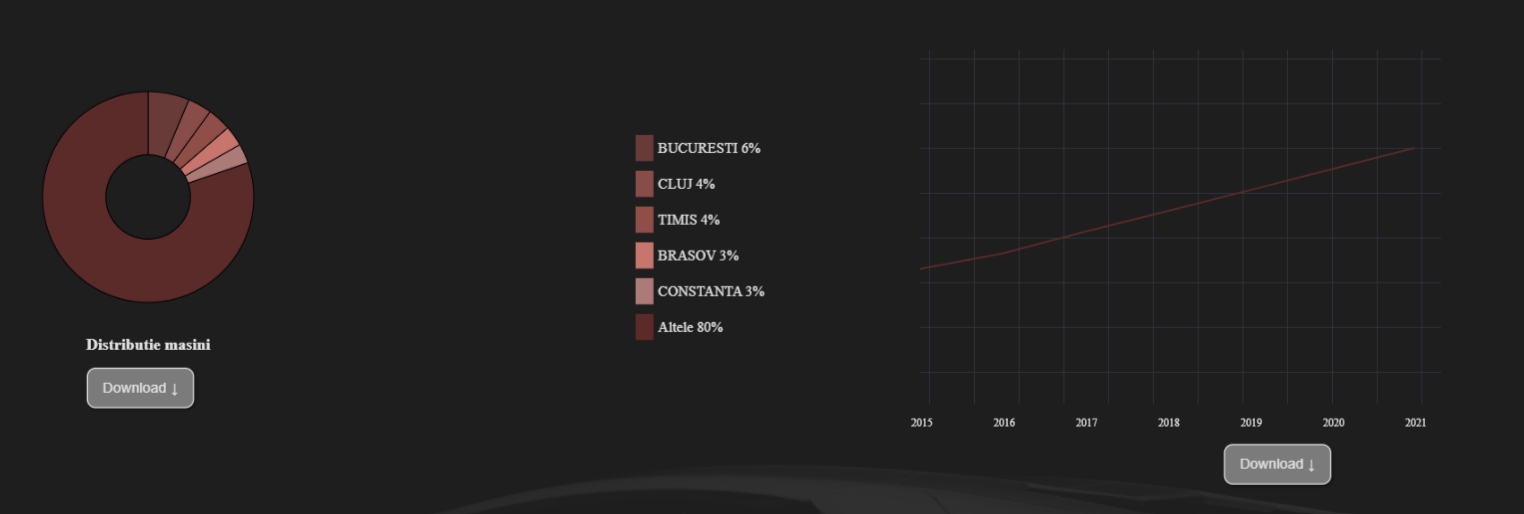 Distributie masini
Download ↓
BUCURESTI 6%
CLUJ 4%
TIMIS 4%
BRASOV 3%
CONSTANTA 3%
Altele 80%
2015 2016 2017 2018 2019 2020 2021
Download ↓